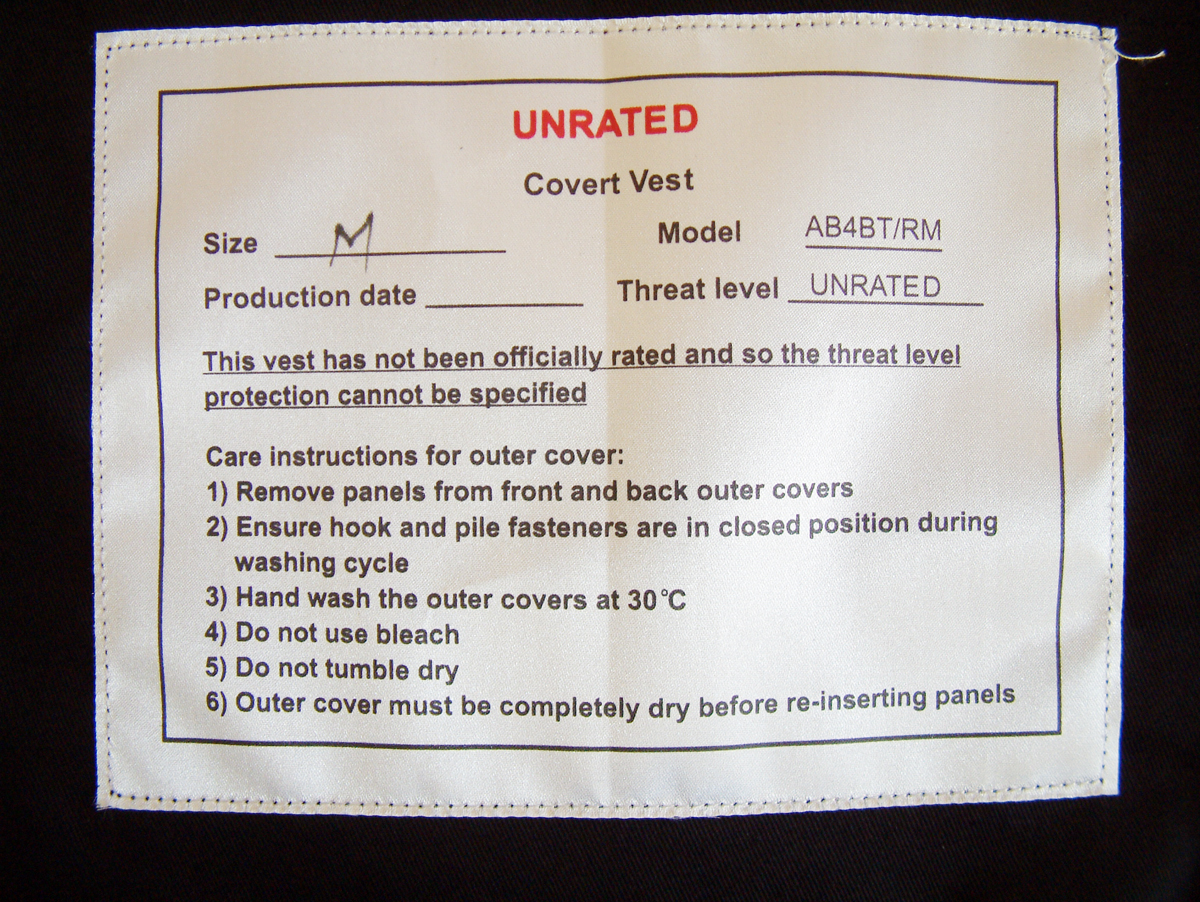 UNRATED
Covert Vest
Size M Model AB4BT/RM
Production date Threat level UNRATED
This vest has not been officially rated and so the threat level
protection cannot be specified
Care instructions for outer cover:
1) Remove panels from front and back outer covers
2) Ensure hook and pile fasteners are in closed position during
washing cycle
3) Hand wash the outer covers at 30°C
4) Do not use bleach
5) Do not tumble dry
6) Outer cover must be completely dry before re-inserting panels